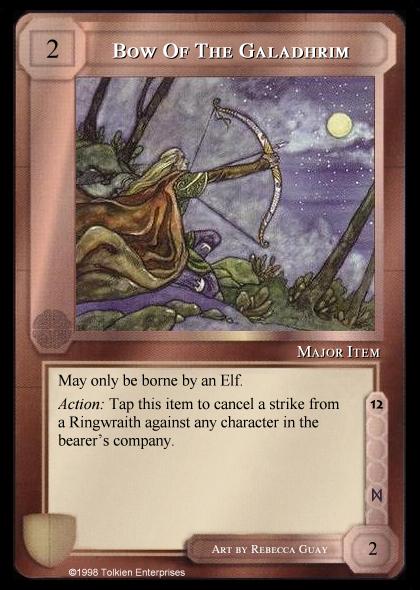 2
BOW OF THE GALADHRIM
MAJOR ITEM
May only be borne by an Elf.
Action: Tap this item to cancel a strike from
a Ringwraith against any character in the
bearer's company.
12
ART BY REBECCA GUAY
2
©1998 Tolkien Enterprises